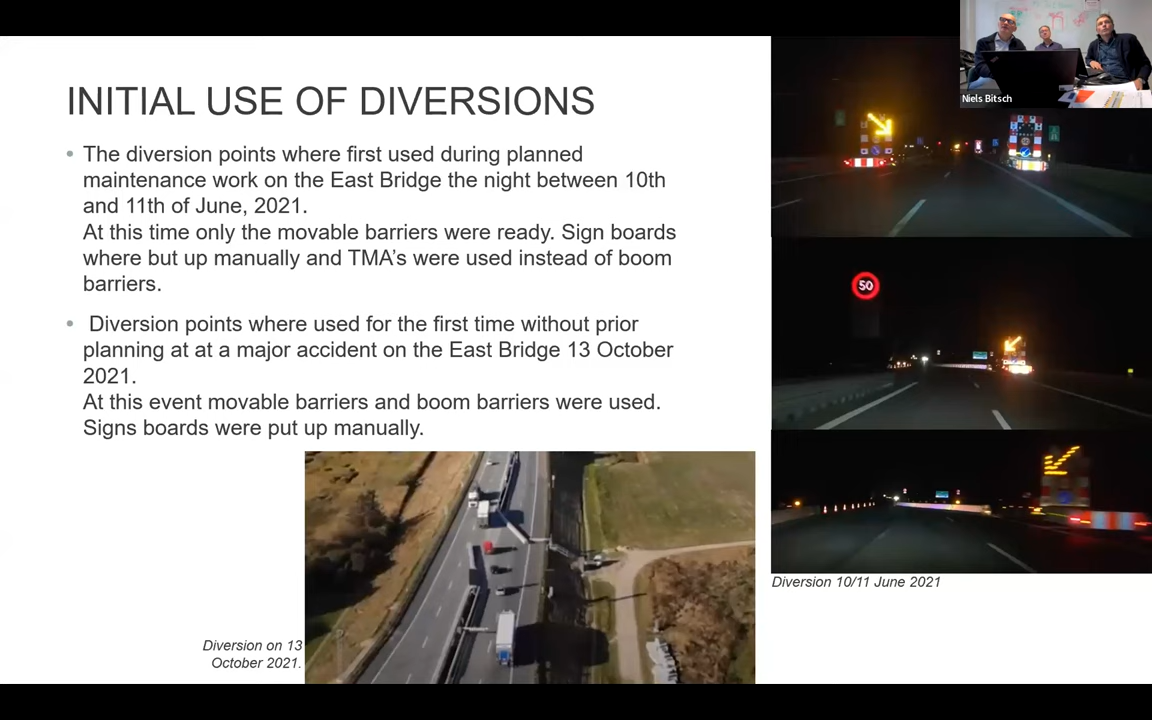 INITIAL USE OF DIVERSIONS
• The diversion points where first used during planned
maintenance work on the East Bridge the night between 10th
and 11th of June, 2021.
At this time only the movable barriers were ready. Sign boards
where but up manually and TMA’s were used instead of boom
barriers.
• Diversion points where used for the first time without prior
planning at at a major accident on the East Bridge 13 October
2021.
At this event movable barriers and boom barriers were used.
Signs boards were put up manually.
Diversion on 13
October 2021.
Niels Bitsch
50
Diversion 10/11 June 2021